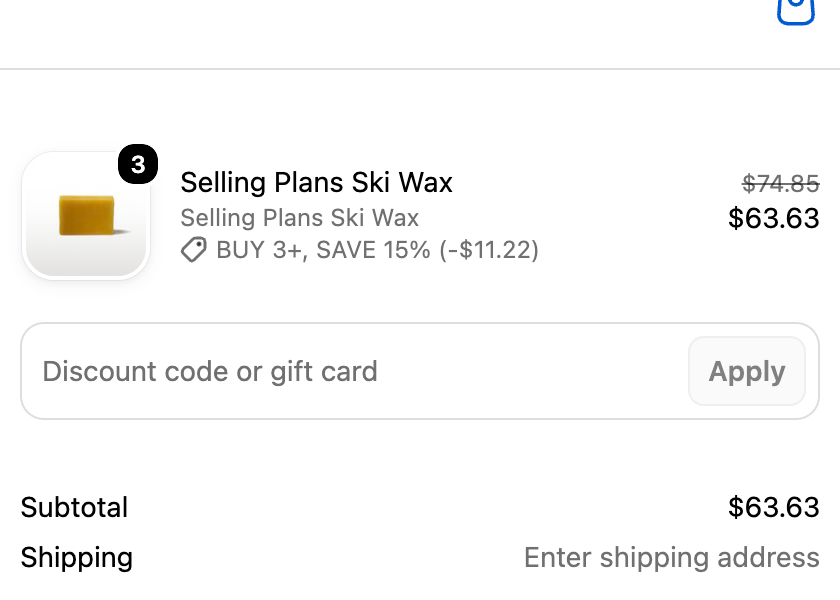 3
Selling Plans Ski Wax
$74.85
Selling Plans Ski Wax
$63.63
BUY 3+, SAVE 15% (-$11.22)
Discount code or gift card
Apply
Subtotal
$63.63
Shipping
Enter shipping address